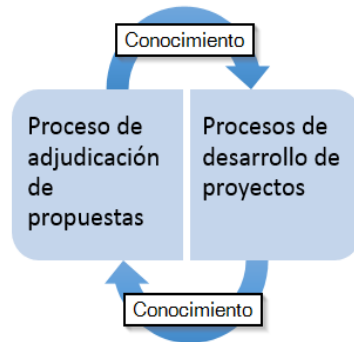 Conocimiento
Proceso de
adjudicación
de
propuestas
Procesos de
desarrollo de
proyectos
Conocimiento